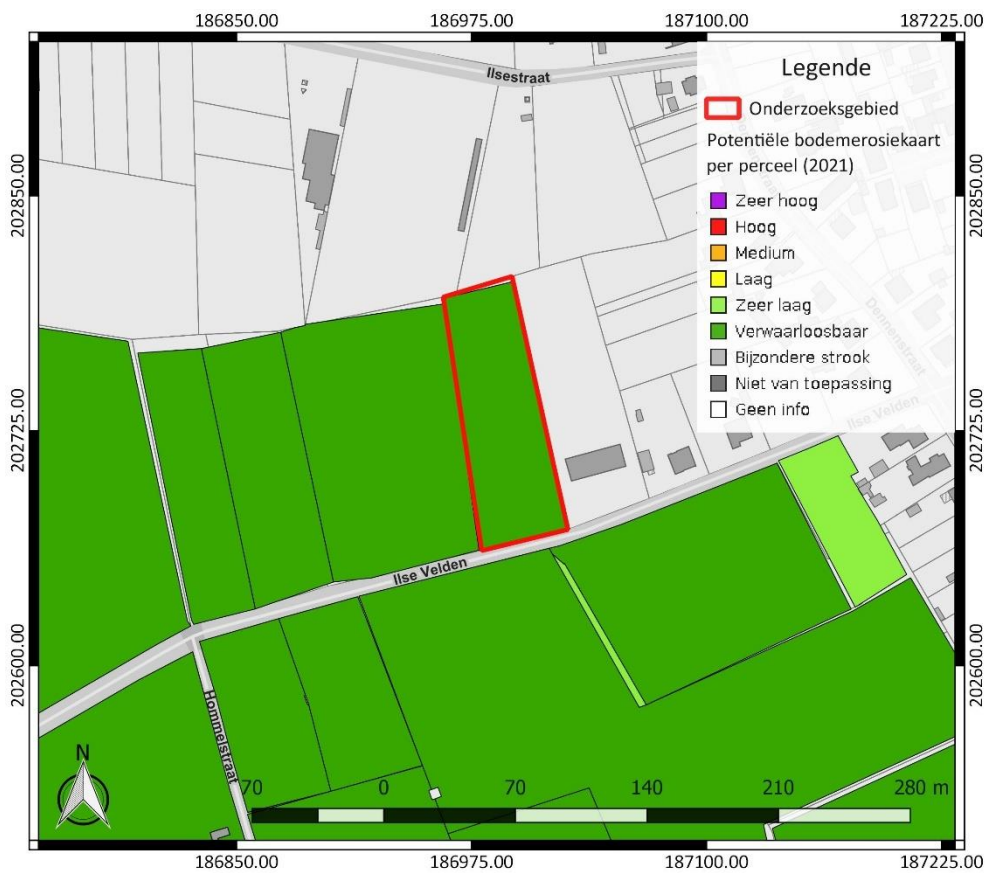 186850.00 186975.00 187100.00 187225.00
Ilsestraat
Legende
Onderzoeksgebied
Potentiële bodemerosiekaart
per perceel (2021)
Zeer hoog
Hoog
Medium
Laag
Zeer laag
Verwaarloosbaar
Bijzondere strook
Niet van toepassing
Geen info
Dennenstraat
Dennenstraat
Ilse Velden
Ilse Velden
Hommelstraat
202850.00 202850.00
202725.00 202725.00
202600.00 202600.00
N
70 0 70 140 210 280 m
186850.00 186975.00 187100.00 187225.00